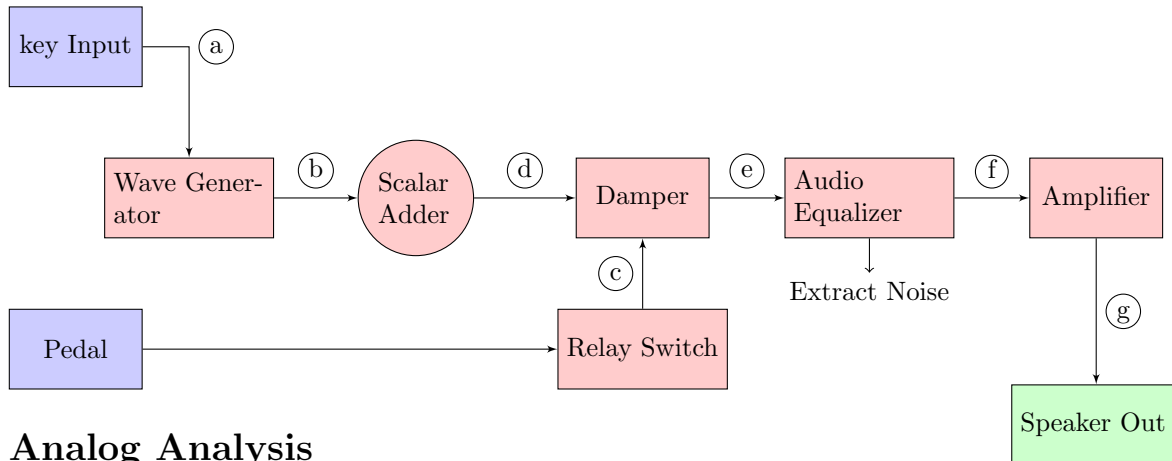 key Input
a
Wave Gener-
ator
b
Scalar
Adder
d
Damper
e
Audio
Equalizer
f
Amplifier
c
Extract Noise
g
Pedal
Relay Switch
Speaker Out
Analog Analysis